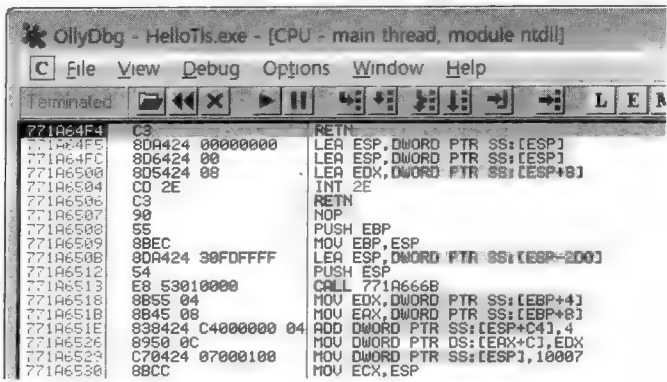 OllyDbg - HelloTls.exe - [CPU - main thread, module ntdll]
C File View Debug Options Window Help
Terminated L E M
771A64F4 C3 RETN
771A64F5 8DA424 00000000 LEA ESP,DWORD PTR SS:[ESP]
771A64FC 8D6424 00 LEA ESP,DWORD PTR SS:[ESP]
771A6500 8D5424 08 LEA EDX,DWORD PTR SS:[ESP+8]
771A6504 CD 2E INT 2E
771A6506 C3 RETN
771A6507 90 NOP
771A6508 55 PUSH EBP
771A6509 8BEC MOV EBP,ESP
771A650B 8DA424 30FDFFFF LEA ESP,DWORD PTR SS:[ESP-2D0]
771A6512 54 PUSH ESP
771A6513 E8 53010000 CALL 771A666B
771A6518 8B55 04 MOV EDX,DWORD PTR SS:[EBP+4]
771A651B 8B45 08 MOV EAX,DWORD PTR SS:[EBP+8]
771A651E 838424 C4000000 04 ADD DWORD PTR SS:[ESP+C4],4
771A6526 8950 0C MOV DWORD PTR DS:[EAX+C],EDX
771A6529 C70424 07000100 MOV DWORD PTR SS:[ESP],10007
771A6530 8BCC MOV ECX,ESP